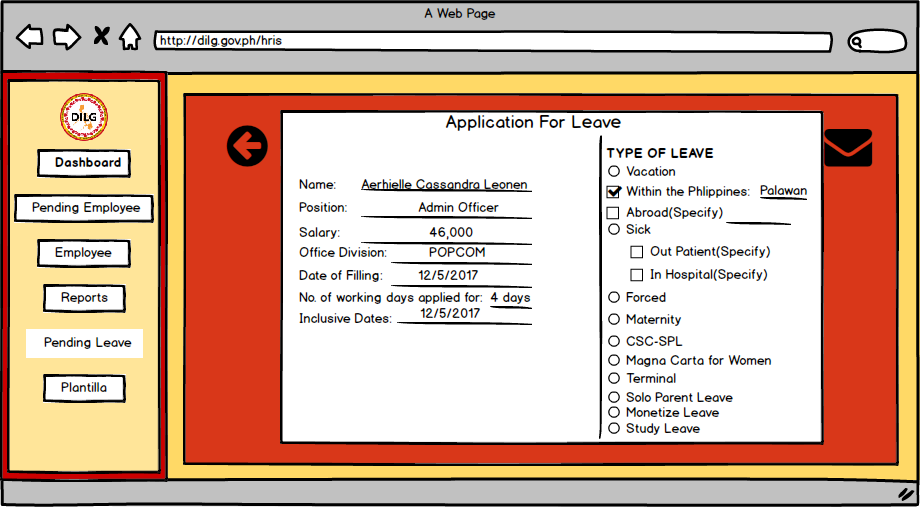 A Web Page
http://dilg.gov.ph/hris
DILG
Dashboard
Pending Employee
Employee
Reports
Pending Leave
Plantilla
Application For Leave
Name: Aerhielle Cassandra Leonen
Position: Admin Officer
Salary: 46,000
Office Division: POPCOM
Date of Filling: 12/5/2017
No. of working days applied for: 4 days
Inclusive Dates: 12/5/2017
TYPE OF LEAVE
Vacation
Within the Phlippines: Palawan
Abroad(Specify)
Sick
Out Patient(Specify)
In Hospital(Specify)
Forced
Maternity
CSC-SPL
Magna Carta for Women
Terminal
Solo Parent Leave
Monetize Leave
Study Leave